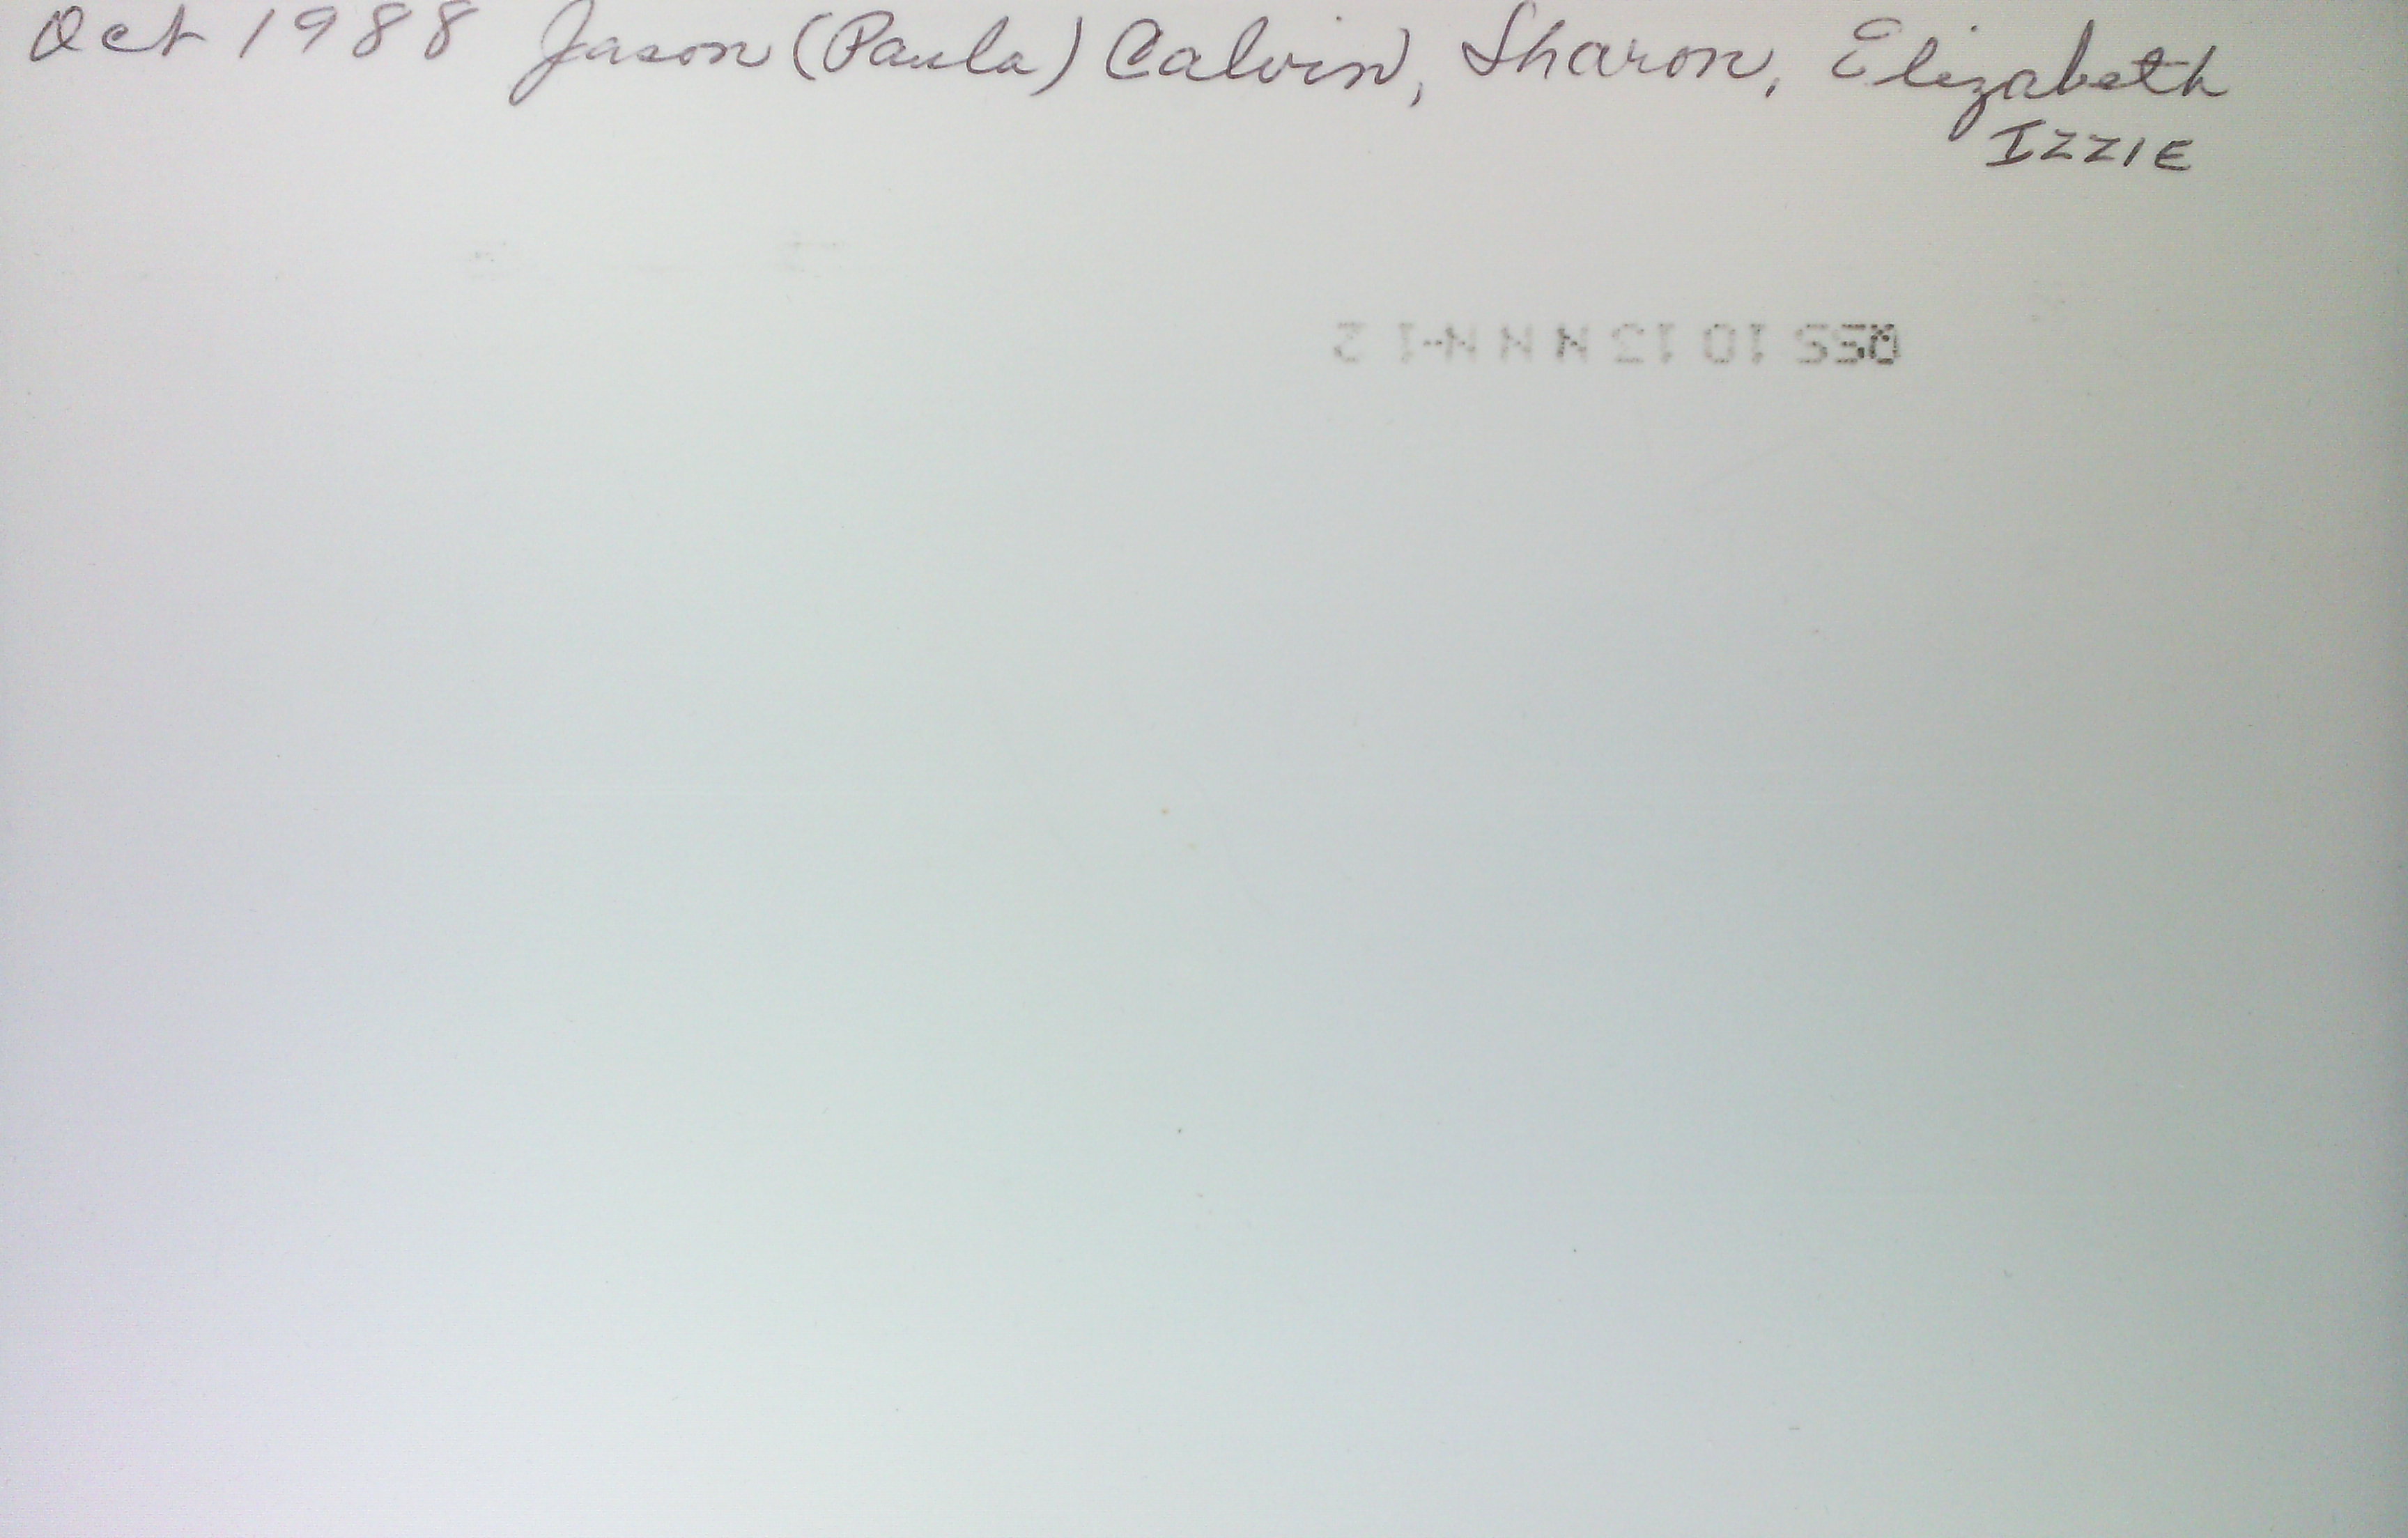 Oct 1988 Jason (Paula) Calvin, Sharon, Elizabeth
IZZIE